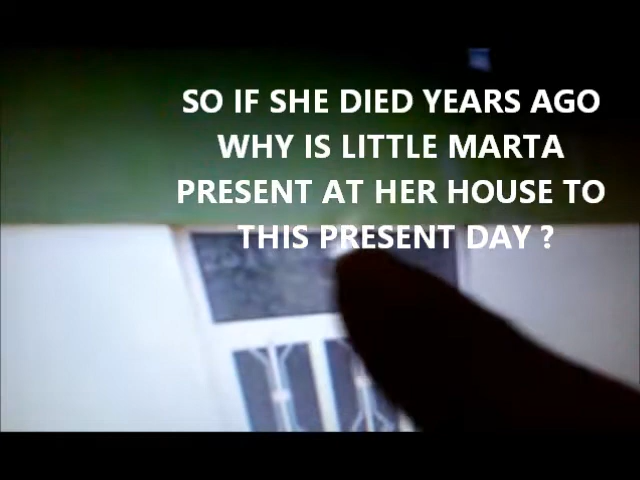 SO IF SHE DIED YEARS AGO
WHY IS LITTLE MARTA
PRESENT AT HER HOUSE TO
THIS PRESENT DAY ?